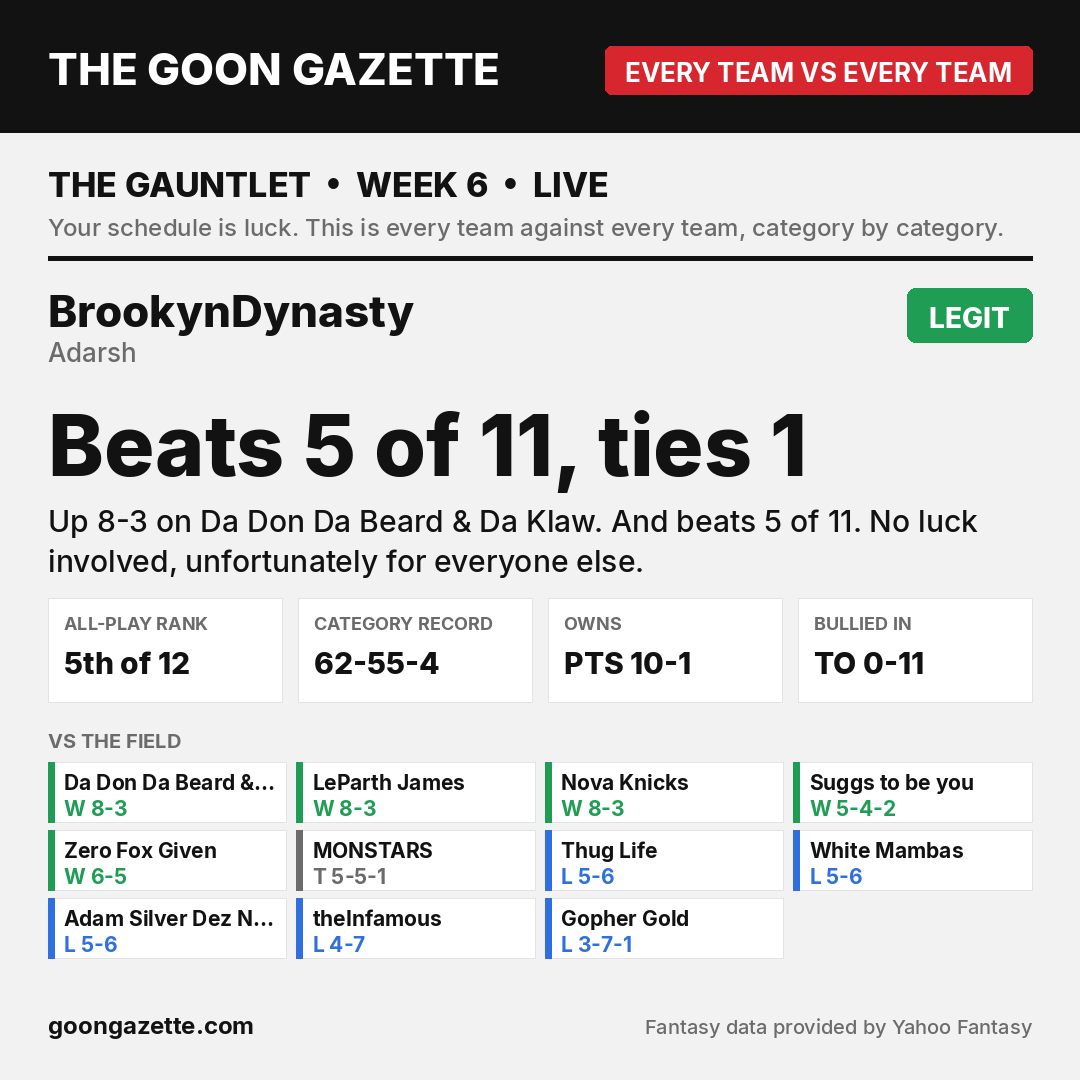 THE GOON GAZETTE
EVERY TEAM VS EVERY TEAM
THE GAUNTLET • WEEK 6 • LIVE
Your schedule is luck. This is every team against every team, category by category.
BrookynDynasty
LEGIT
Adarsh
Beats 5 of 11, ties 1
Up 8-3 on Da Don Da Beard & Da Klaw. And beats 5 of 11. No luck
involved, unfortunately for everyone else.
ALL-PLAY RANK
5th of 12
CATEGORY RECORD
62-55-4
OWNS
PTS 10-1
BULLIED IN
TO 0-11
VS THE FIELD
Da Don Da Beard &...
W 8-3
LeParth James
W 8-3
Nova Knicks
W 8-3
Suggs to be you
W 5-4-2
Zero Fox Given
W 6-5
MONSTARS
T 5-5-1
Thug Life
L 5-6
White Mambas
L 5-6
Adam Silver Dez N...
L 5-6
theInfamous
L 4-7
Gopher Gold
L 3-7-1
goongazette.com
Fantasy data provided by Yahoo Fantasy